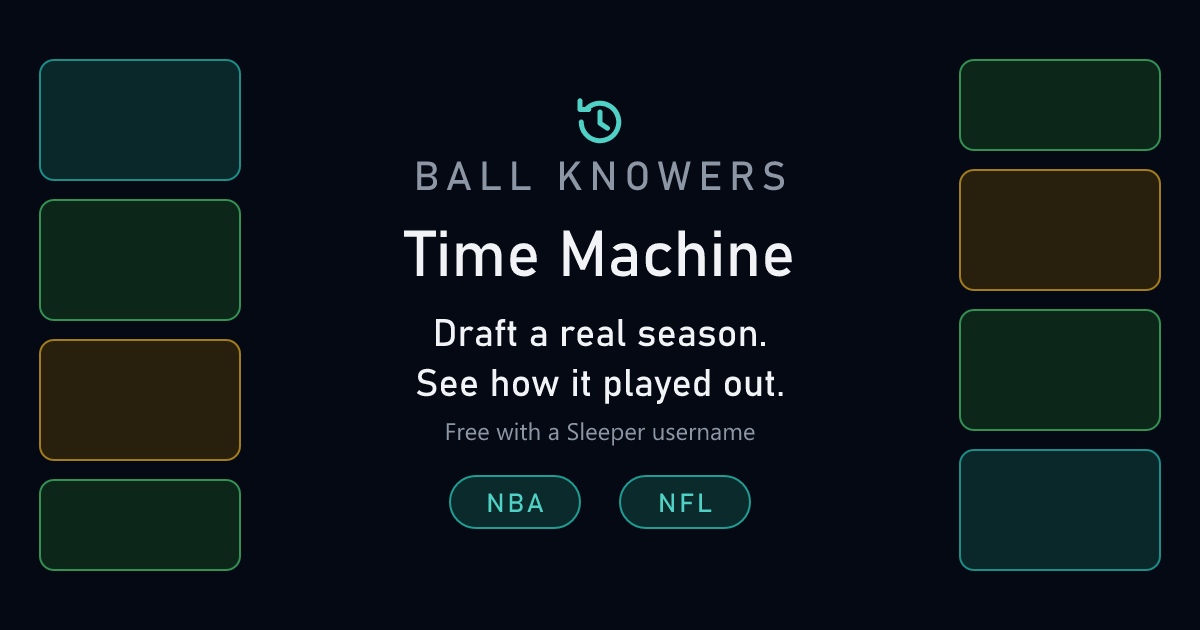 BALL KNOWERS
Time Machine
Draft a real season.
See how it played out.
Free with a Sleeper username
NBA
NFL